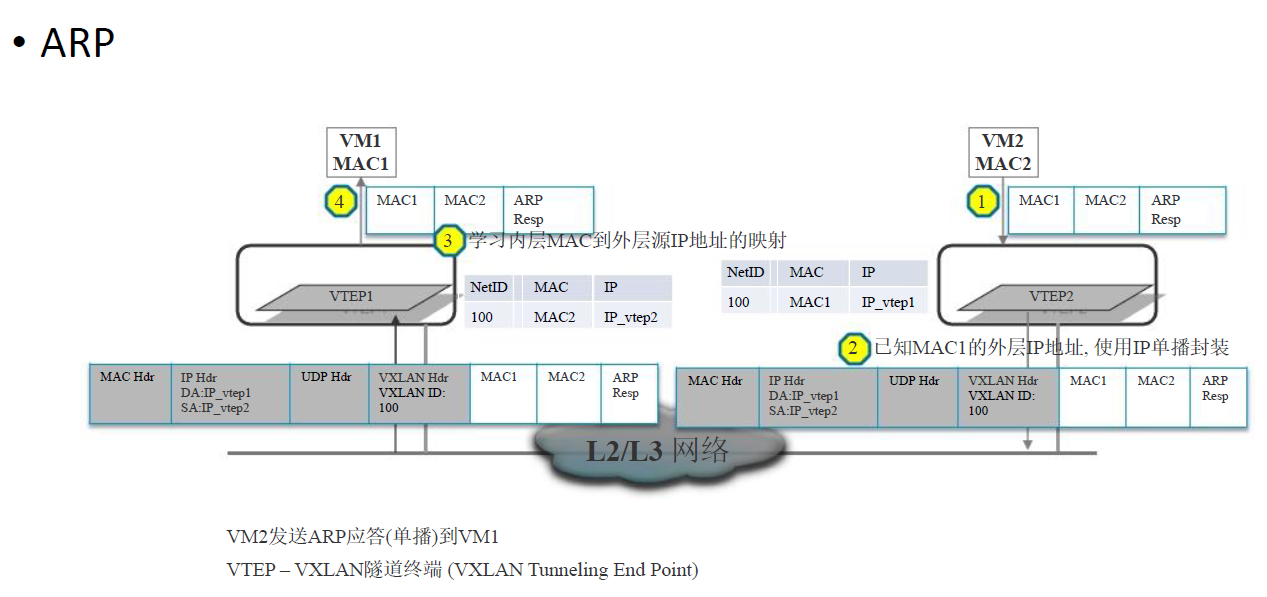 • ARP
VM1
MAC1
VM2
MAC2
4
MAC1 MAC2 ARP
Resp
1
MAC1 MAC2 ARP
Resp
3 学习内层MAC到外层源IP地址的映射
VTEP1
NetID MAC IP
100 MAC2 IP_vtep2
NetID MAC IP
100 MAC1 IP_vtep1
VTEP2
2 已知MAC1的外层IP地址, 使用IP单播封装
MAC Hdr IP Hdr UDP Hdr VXLAN Hdr MAC1 MAC2 ARP
DA:IP_vtep1 VXLAN ID: Resp
SA:IP_vtep2 100
MAC Hdr IP Hdr UDP Hdr VXLAN Hdr MAC1 MAC2 ARP
DA:IP_vtep1 VXLAN ID: Resp
SA:IP_vtep2 100
L2/L3 网络
VM2发送ARP应答(单播)到VM1
VTEP – VXLAN隧道终端 (VXLAN Tunneling End Point)